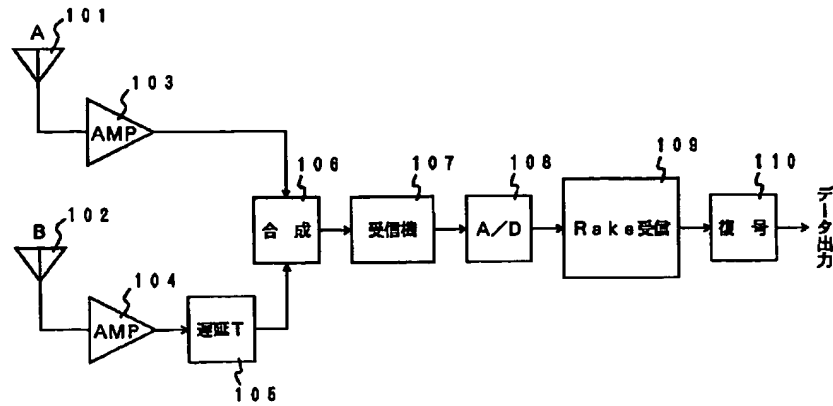 A
101
103
AMP
106
合成
107
受信機
108
A/D
109
Rake受信
110
復号
データ出力
B
102
104
AMP
遅延T
105